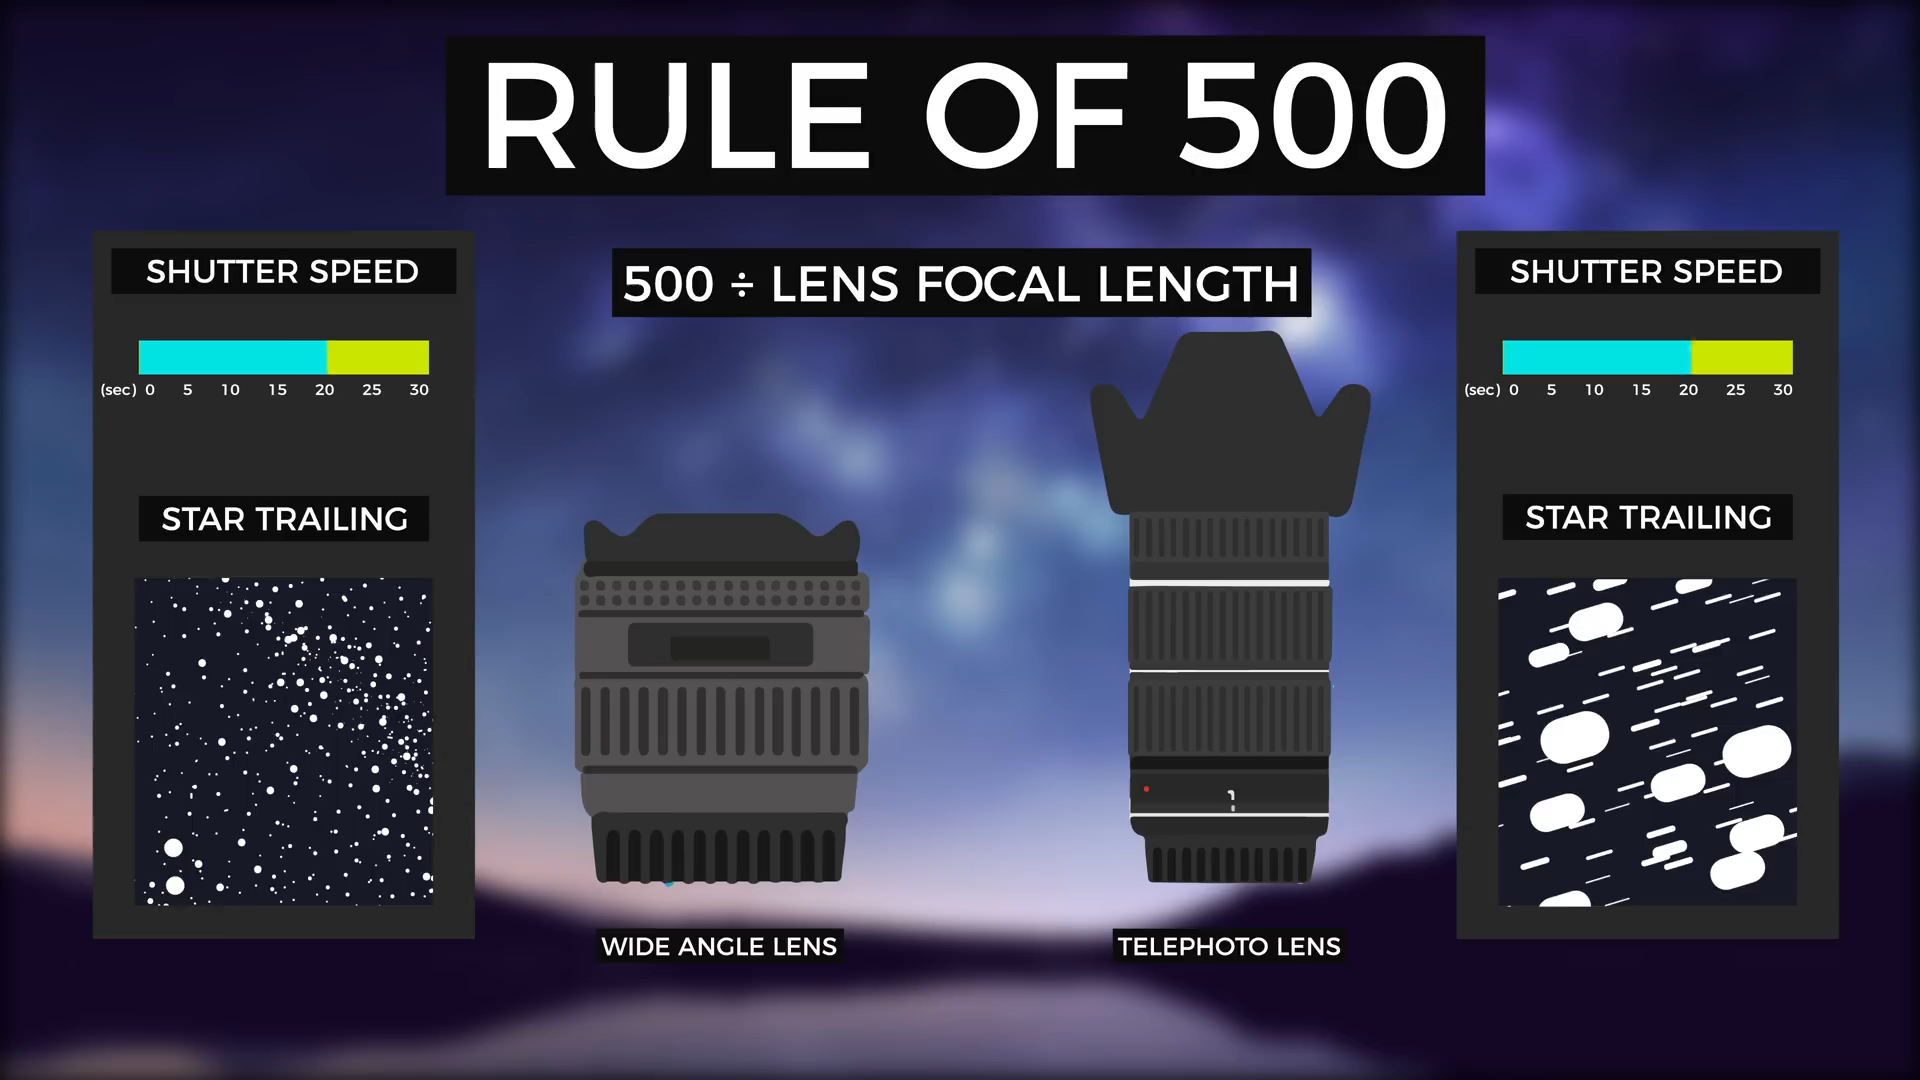 RULE OF 500
500 ÷ LENS FOCAL LENGTH
SHUTTER SPEED
(sec) 0 5 10 15 20 25 30
STAR TRAILING
WIDE ANGLE LENS
TELEPHOTO LENS
SHUTTER SPEED
(sec) 0 5 10 15 20 25 30
STAR TRAILING